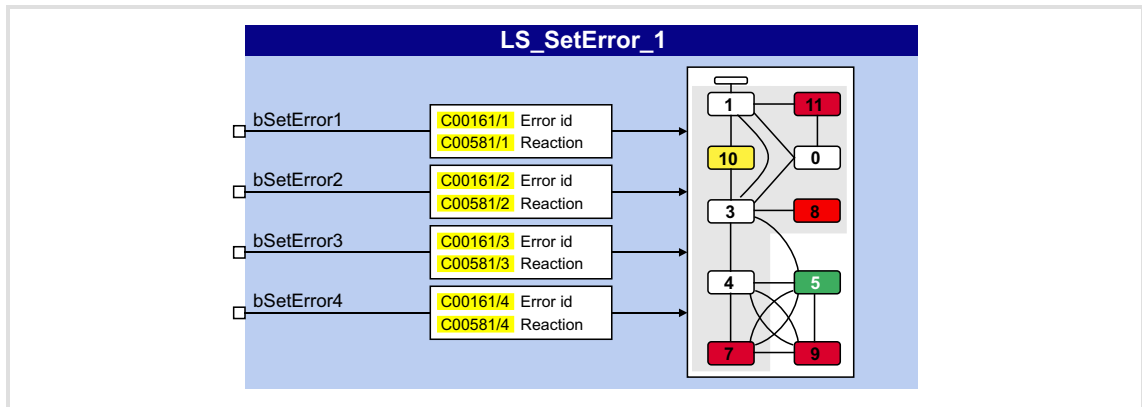 LS_SetError_1
bSetError1
C00161/1 Error id
C00581/1 Reaction
bSetError2
C00161/2 Error id
C00581/2 Reaction
bSetError3
C00161/3 Error id
C00581/3 Reaction
bSetError4
C00161/4 Error id
C00581/4 Reaction
1 11
10 0
3 8
4 5
7 9